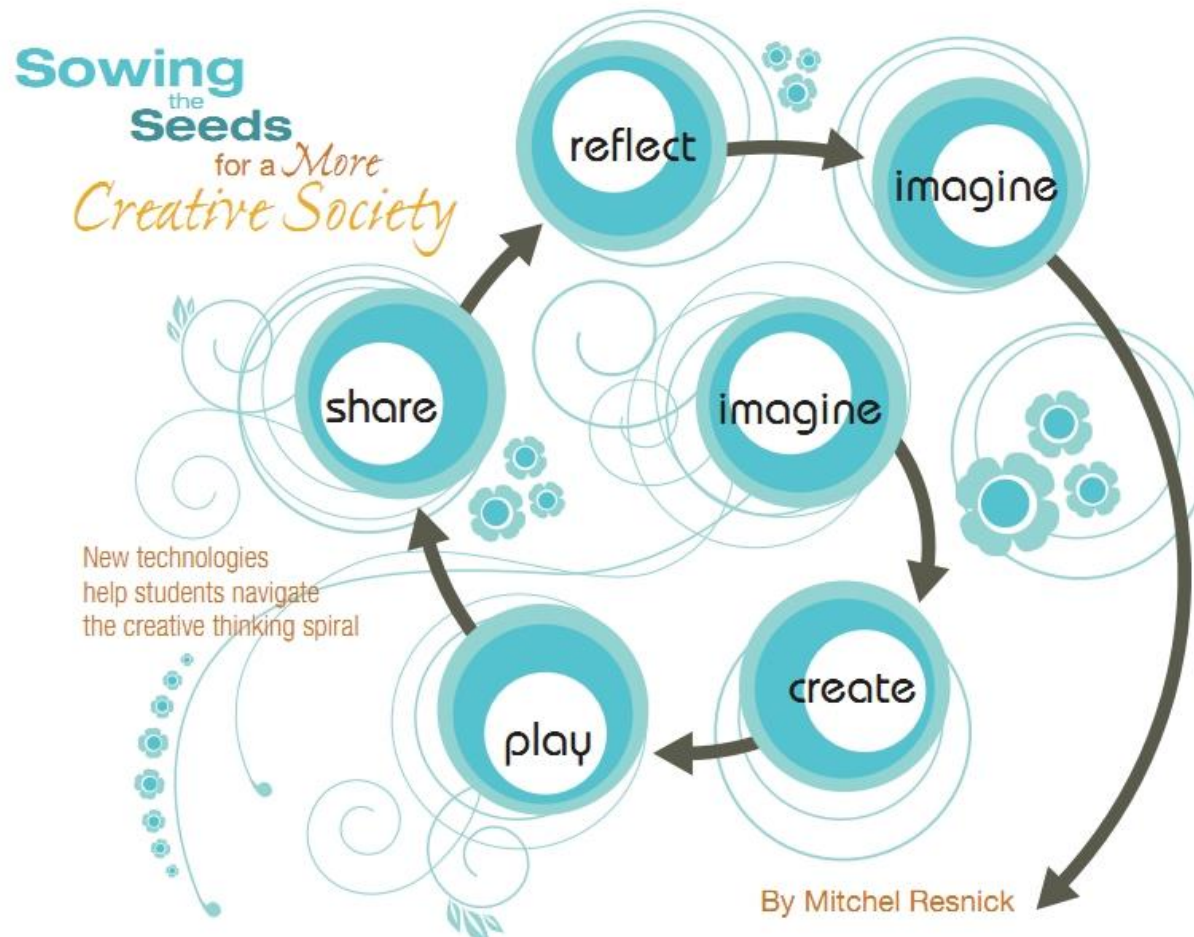 Sowing
the
Seeds
for a More
Creative Society
reflect
imagine
share
imagine
New technologies
help students navigate
the creative thinking spiral
create
play
By Mitchel Resnick